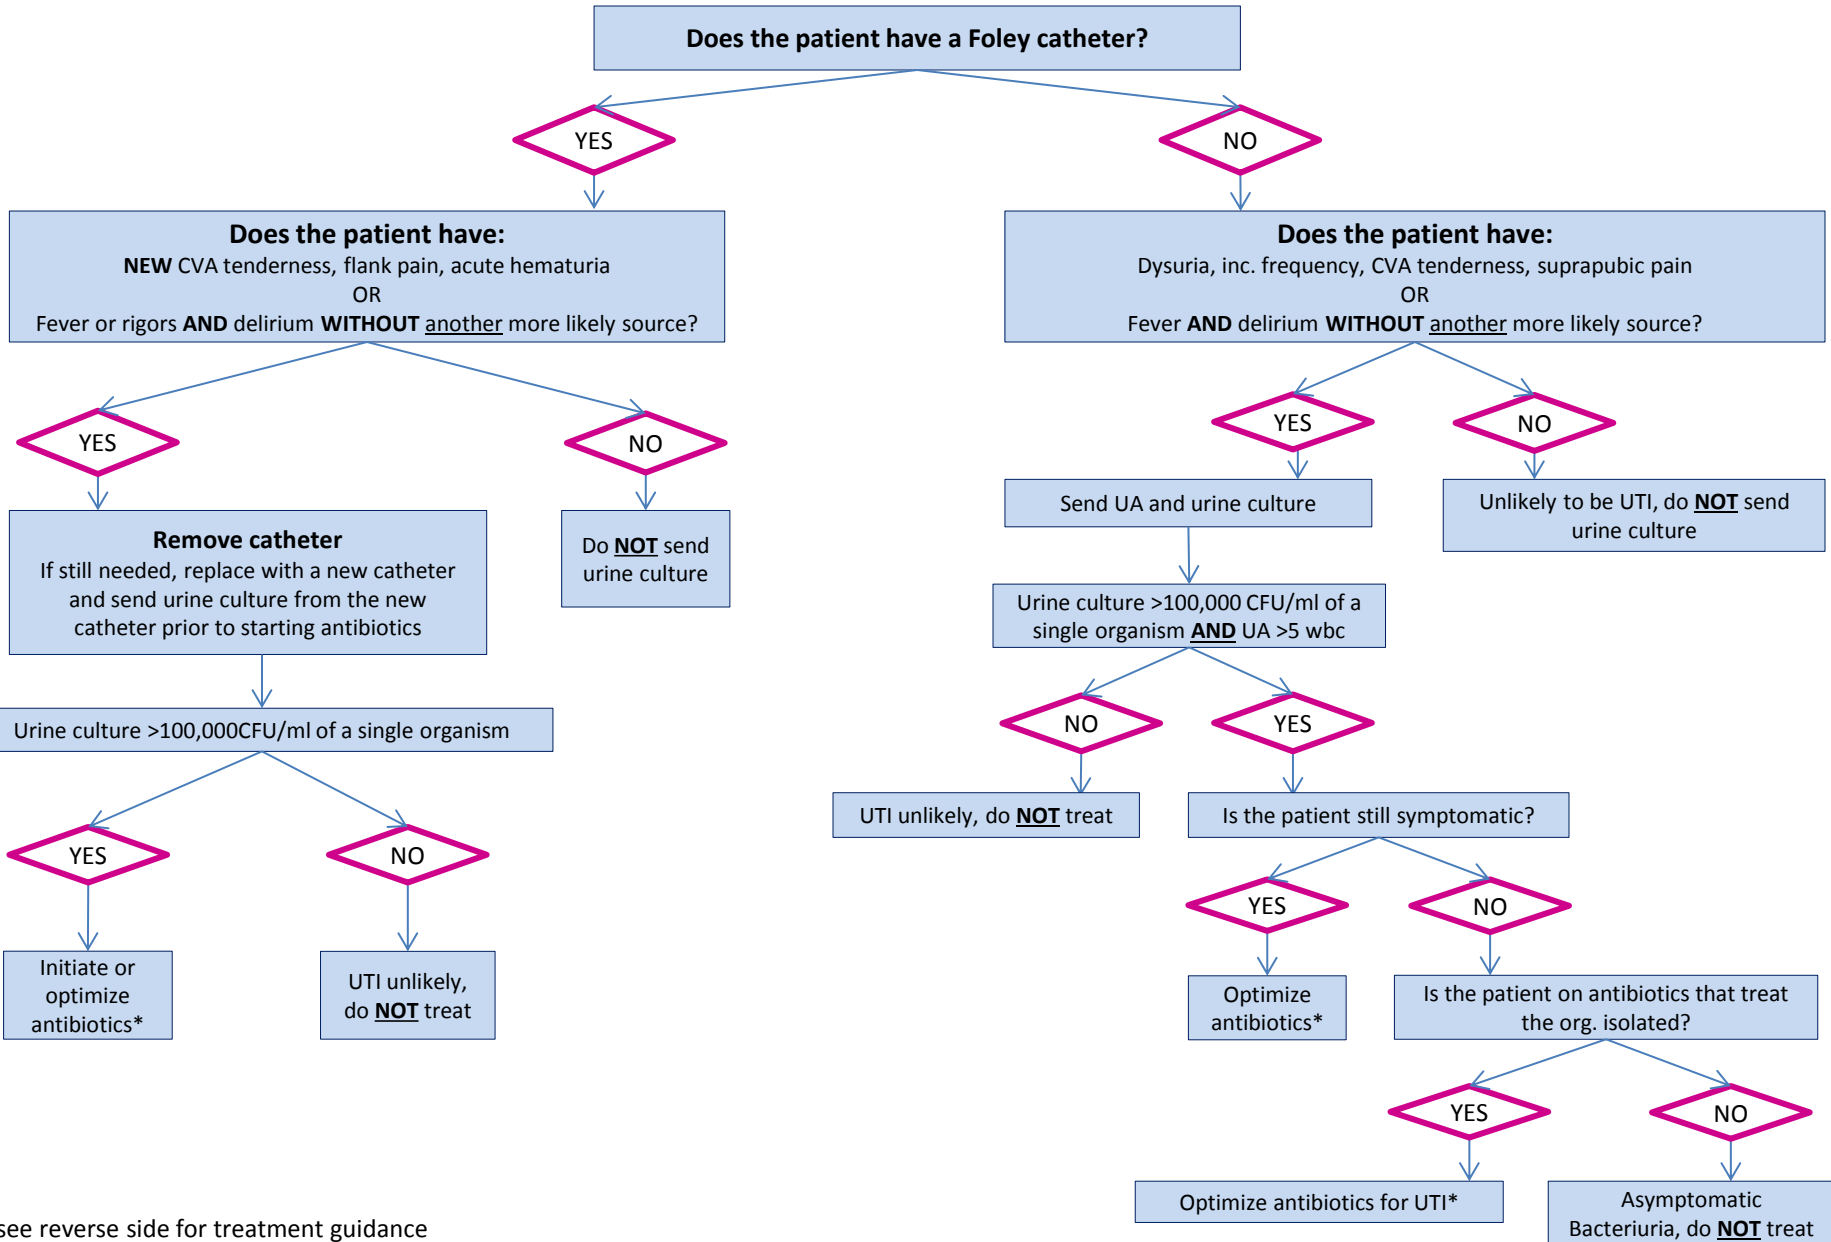 Does the patient have a Foley catheter?
YES
NO
Does the patient have:
NEW CVA tenderness, flank pain, acute hematuria
OR
Fever or rigors AND delirium WITHOUT another more likely source?
Does the patient have:
Dysuria, inc. frequency, CVA tenderness, suprapubic pain
OR
Fever AND delirium WITHOUT another more likely source?
YES
NO
YES
NO
Remove catheter
If still needed, replace with a new catheter
and send urine culture from the new
catheter prior to starting antibiotics
Do NOT send
urine culture
Send UA and urine culture
Unlikely to be UTI, do NOT send
urine culture
Urine culture >100,000 CFU/ml of a
single organism AND UA >5 wbc
Urine culture >100,000CFU/ml of a single organism
NO
YES
UTI unlikely, do NOT treat
Is the patient still symptomatic?
YES
NO
YES
NO
Initiate or
optimize
antibiotics*
UTI unlikely,
do NOT treat
Optimize
antibiotics*
Is the patient on antibiotics that treat
the org. isolated?
YES
NO
Optimize antibiotics for UTI*
Asymptomatic
Bacteriuria, do NOT treat
see reverse side for treatment guidance